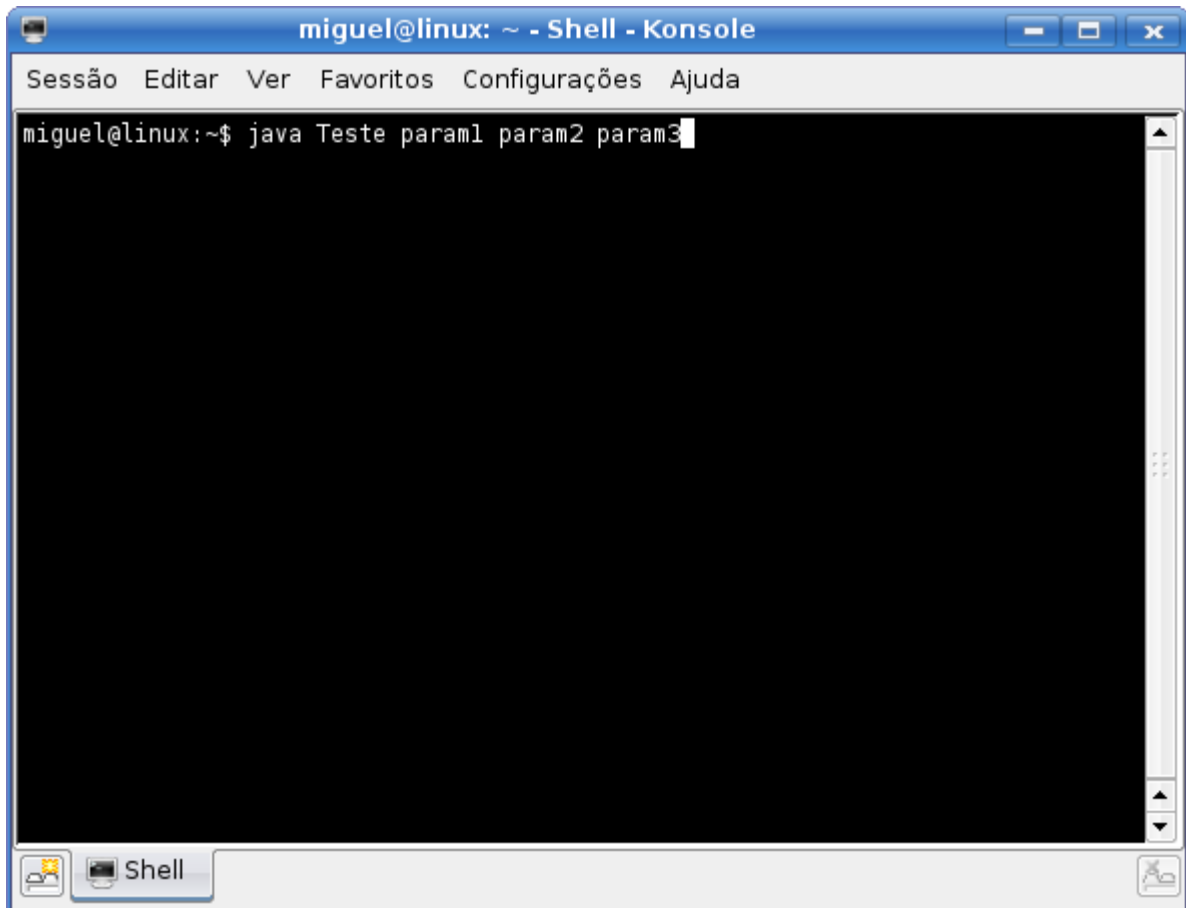 miguel@linux: ~ - Shell - Konsole
Sessão Editar Ver Favoritos Configurações Ajuda
miguel@linux:~$ java Teste param1 param2 param3
Shell